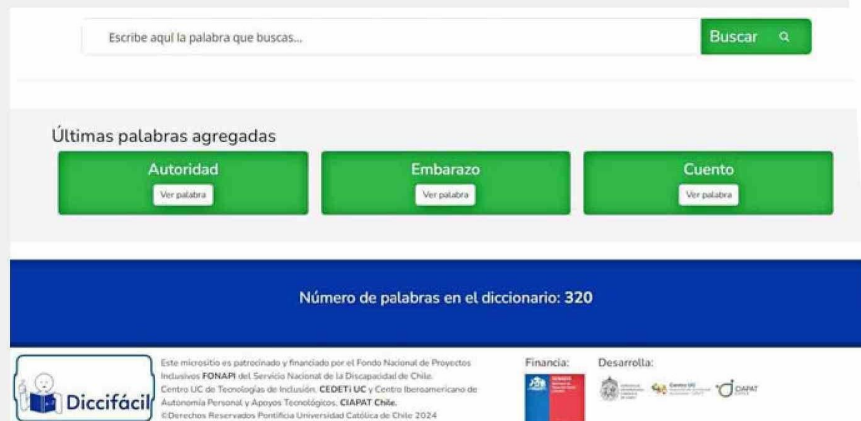 Escribe aquí la palabra que buscas...
Buscar
Últimas palabras agregadas
Autoridad
Ver palabra
Embarazo
Ver palabra
Cuento
Ver palabra
Número de palabras en el diccionario: 320
Diccifácil
Este micrositio es patrocinado y financiado por el Fondo Nacional de Proyectos
Inclusivos FONAPI del Servicio Nacional de la Discapacidad de Chile.
Centro UC de Tecnologías de Inclusión, CEDETi UC y Centro Iberoamericano de
Autonomía Personal y Apoyos Tecnológicos, CIAPAT Chile.
©Derechos Reservados Pontificia Universidad Católica de Chile 2024
Financia:
Desarrolla:
Centro UC
CIAPAT